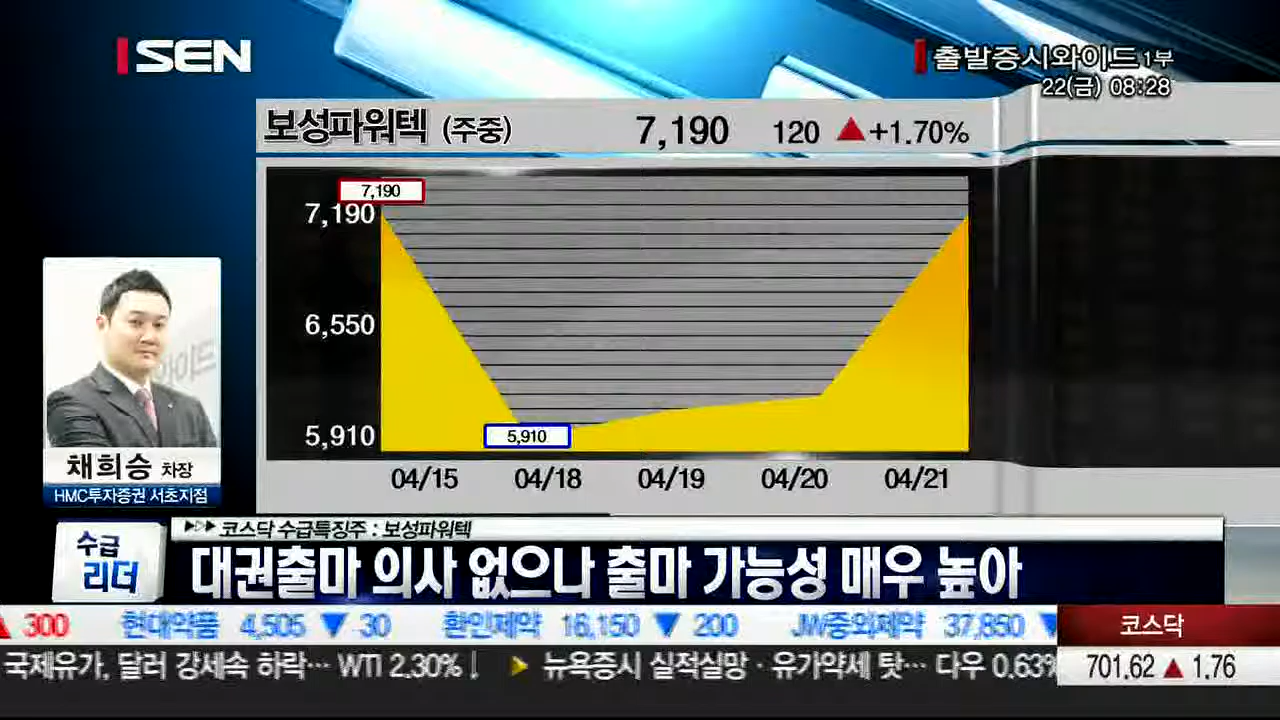 SEN
출발증시와이드 1부
22(금) 08:28
보성파워텍 (주중) 7,190 120 ▲+1.70%
7,190
7,190
6,550
5,910
5,910
04/15 04/18 04/19 04/20 04/21
와이드
채희승 차장
HMC투자증권 서초지점
수급
리더
▶▷▶ 코스닥 수급특징주 : 보성파워텍
대권출마 의사 없으나 출마 가능성 매우 높아
▲ 300 현대약품 4,505 ▼ 30 환인제약 16,150 ▼ 200 JW중외제약 37,850 ▼
코스닥
국제유가, 달러 강세속 하락… WTI 2.30%↓ ▶ 뉴욕증시 실적실망·유가약세 탓… 다우 0.63%
701.62 ▲ 1.76